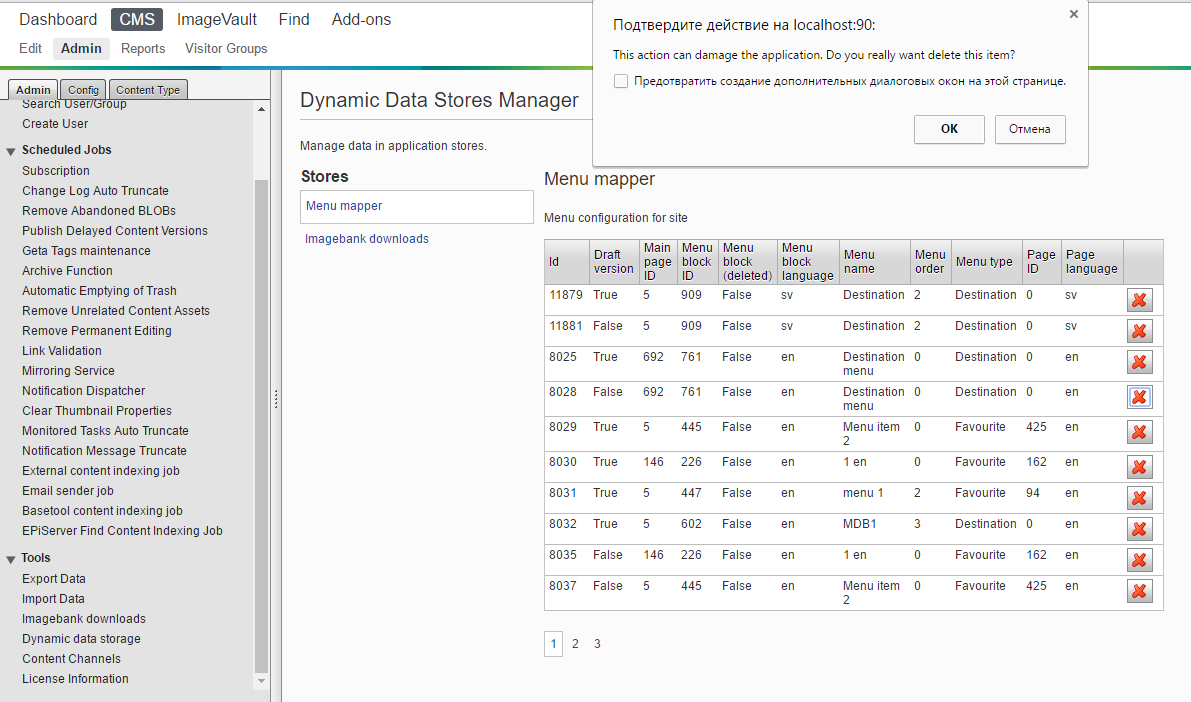 Dashboard CMS ImageVault Find Add-ons
Edit Admin Reports Visitor Groups
Подтвердите действие на localhost:90:
This action can damage the application. Do you really want delete this item?
Предотвратить создание дополнительных диалоговых окон на этой странице.
OK Отмена
Admin Config Content Type
Search User/Group
Create User
Scheduled Jobs
Subscription
Change Log Auto Truncate
Remove Abandoned BLOBs
Publish Delayed Content Versions
Geta Tags maintenance
Archive Function
Automatic Emptying of Trash
Remove Unrelated Content Assets
Remove Permanent Editing
Link Validation
Mirroring Service
Notification Dispatcher
Clear Thumbnail Properties
Monitored Tasks Auto Truncate
Notification Message Truncate
External content indexing job
Email sender job
Basetool content indexing job
EPiServer Find Content Indexing Job
Tools
Export Data
Import Data
Imagebank downloads
Dynamic data storage
Content Channels
License Information
Dynamic Data Stores Manager
Manage data in application stores.
Stores
Menu mapper
Imagebank downloads
Menu mapper
Menu configuration for site
Id Draft version Main page ID Menu block ID Menu block (deleted) Menu block language Menu name Menu order Menu type Page ID Page language
11879 True 5 909 False sv Destination 2 Destination 0 sv
11881 False 5 909 False sv Destination 2 Destination 0 sv
8025 True 692 761 False en Destination menu 0 Destination 0 en
8028 False 692 761 False en Destination menu 0 Destination 0 en
8029 True 5 445 False en Menu item 2 0 Favourite 425 en
8030 True 146 226 False en 1 en 0 Favourite 162 en
8031 True 5 447 False en menu 1 2 Favourite 94 en
8032 True 5 602 False en MDB1 3 Destination 0 en
8035 False 146 226 False en 1 en 0 Favourite 162 en
8037 False 5 445 False en Menu item 2 0 Favourite 425 en
1 2 3